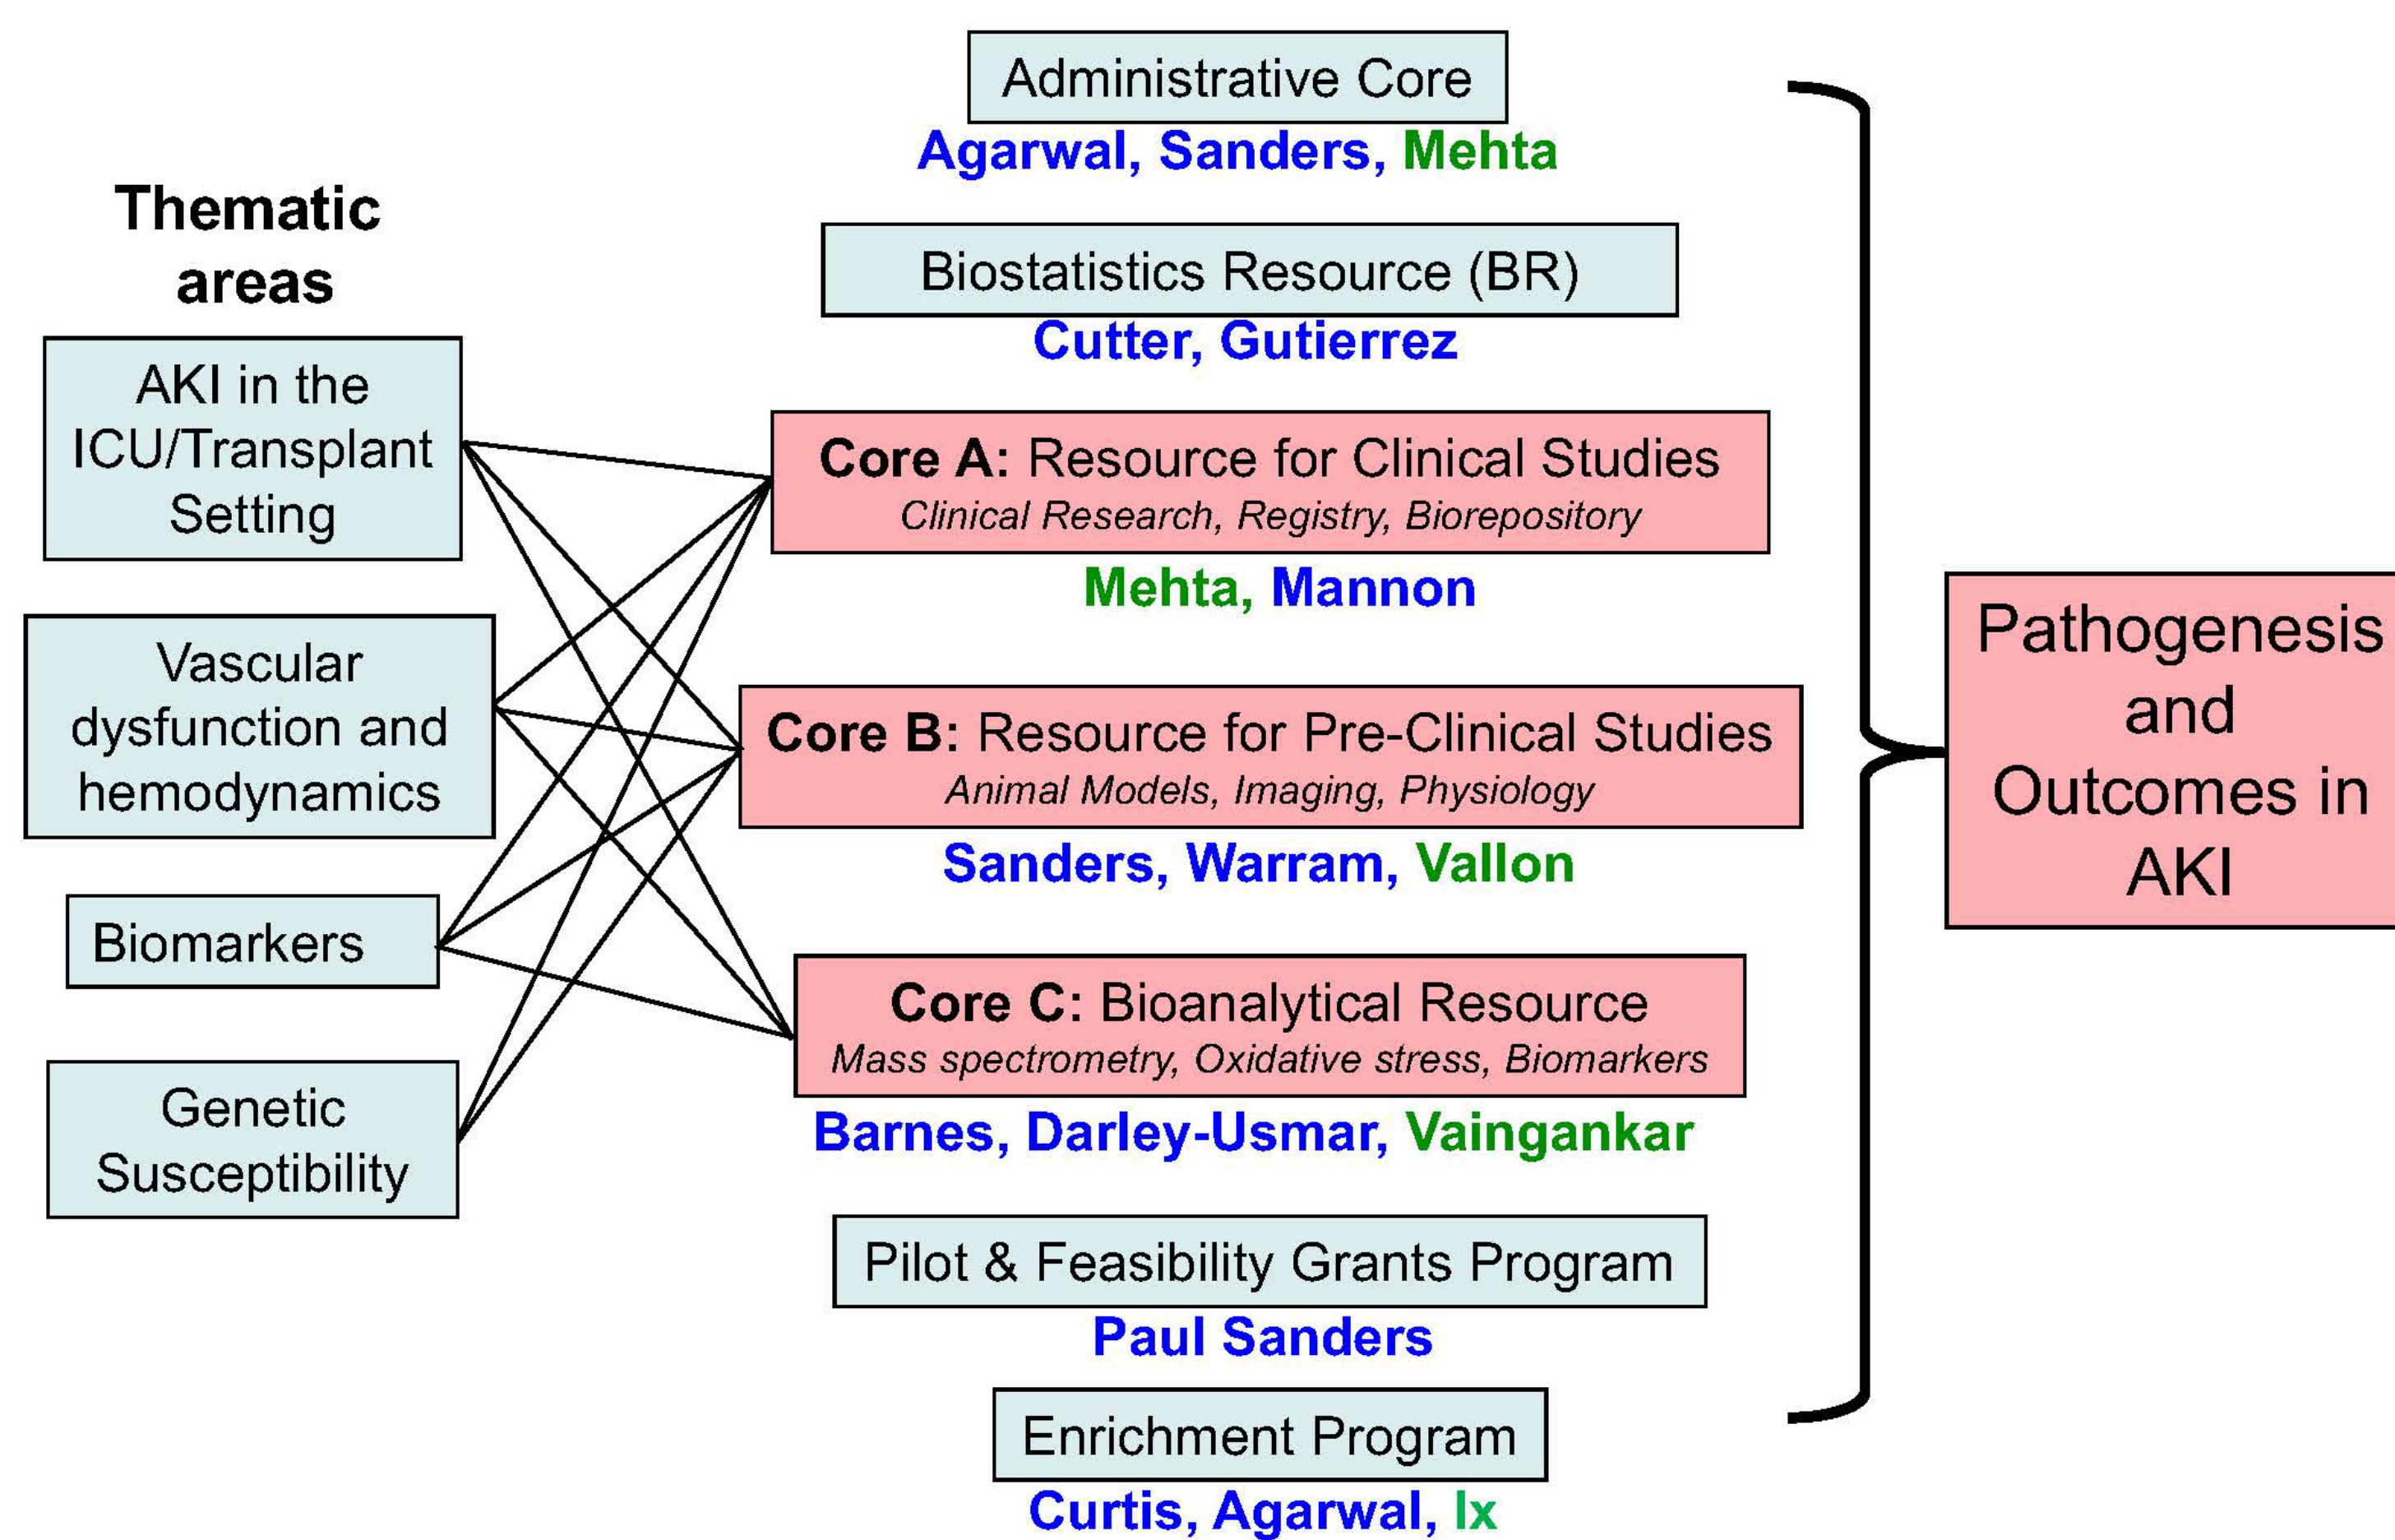 Thematic
areas
AKI in the
ICU/Transplant
Setting
Vascular
dysfunction and
hemodynamics
Biomarkers
Genetic
Susceptibility
Administrative Core
Agarwal, Sanders, Mehta
Biostatistics Resource (BR)
Cutter, Gutierrez
Core A: Resource for Clinical Studies
Clinical Research, Registry, Biorepository
Mehta, Mannon
Core B: Resource for Pre-Clinical Studies
Animal Models, Imaging, Physiology
Sanders, Warram, Vallon
Core C: Bioanalytical Resource
Mass spectrometry, Oxidative stress, Biomarkers
Barnes, Darley-Usmar, Vaingankar
Pilot & Feasibility Grants Program
Paul Sanders
Enrichment Program
Curtis, Agarwal, Ix
Pathogenesis
and
Outcomes in
AKI